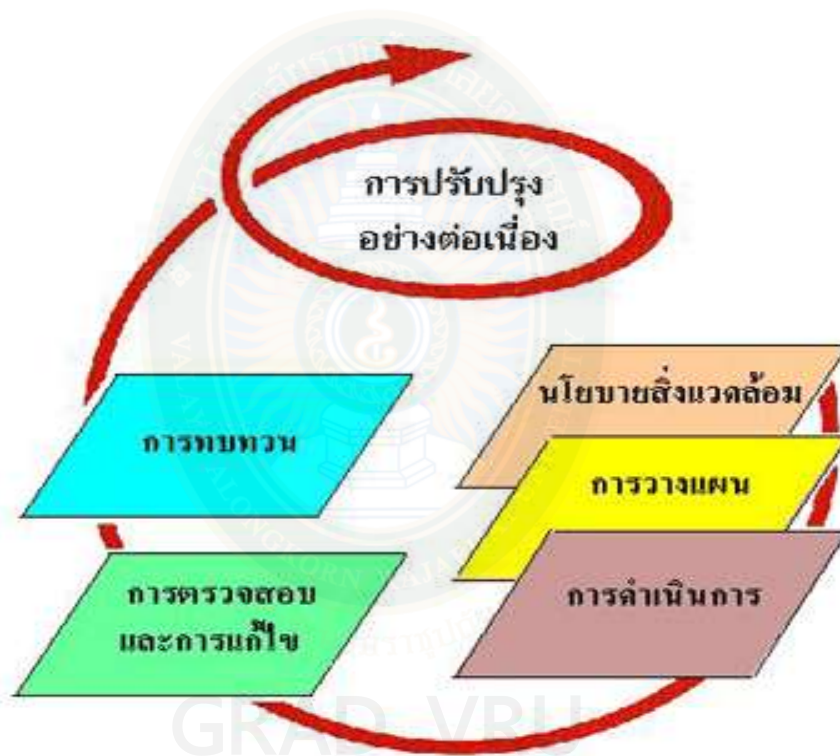 การปรับปรุง
อย่างต่อเนื่อง
นโยบายสิ่งแวดล้อม
การทบทวน
การวางแผน
การตรวจสอบ
และการแก้ไข
การดำเนินการ
GRAD VRU